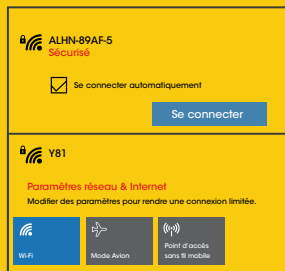 ALHN-89AF-5
Sécurisé
Se connecter automatiquement
Se connecter
Y81
Paramètres réseau & Internet
Modifier des paramètres pour rendre une connexion limitée.
Wi-Fi
Mode Avion
Point d'accès
sans fil mobile